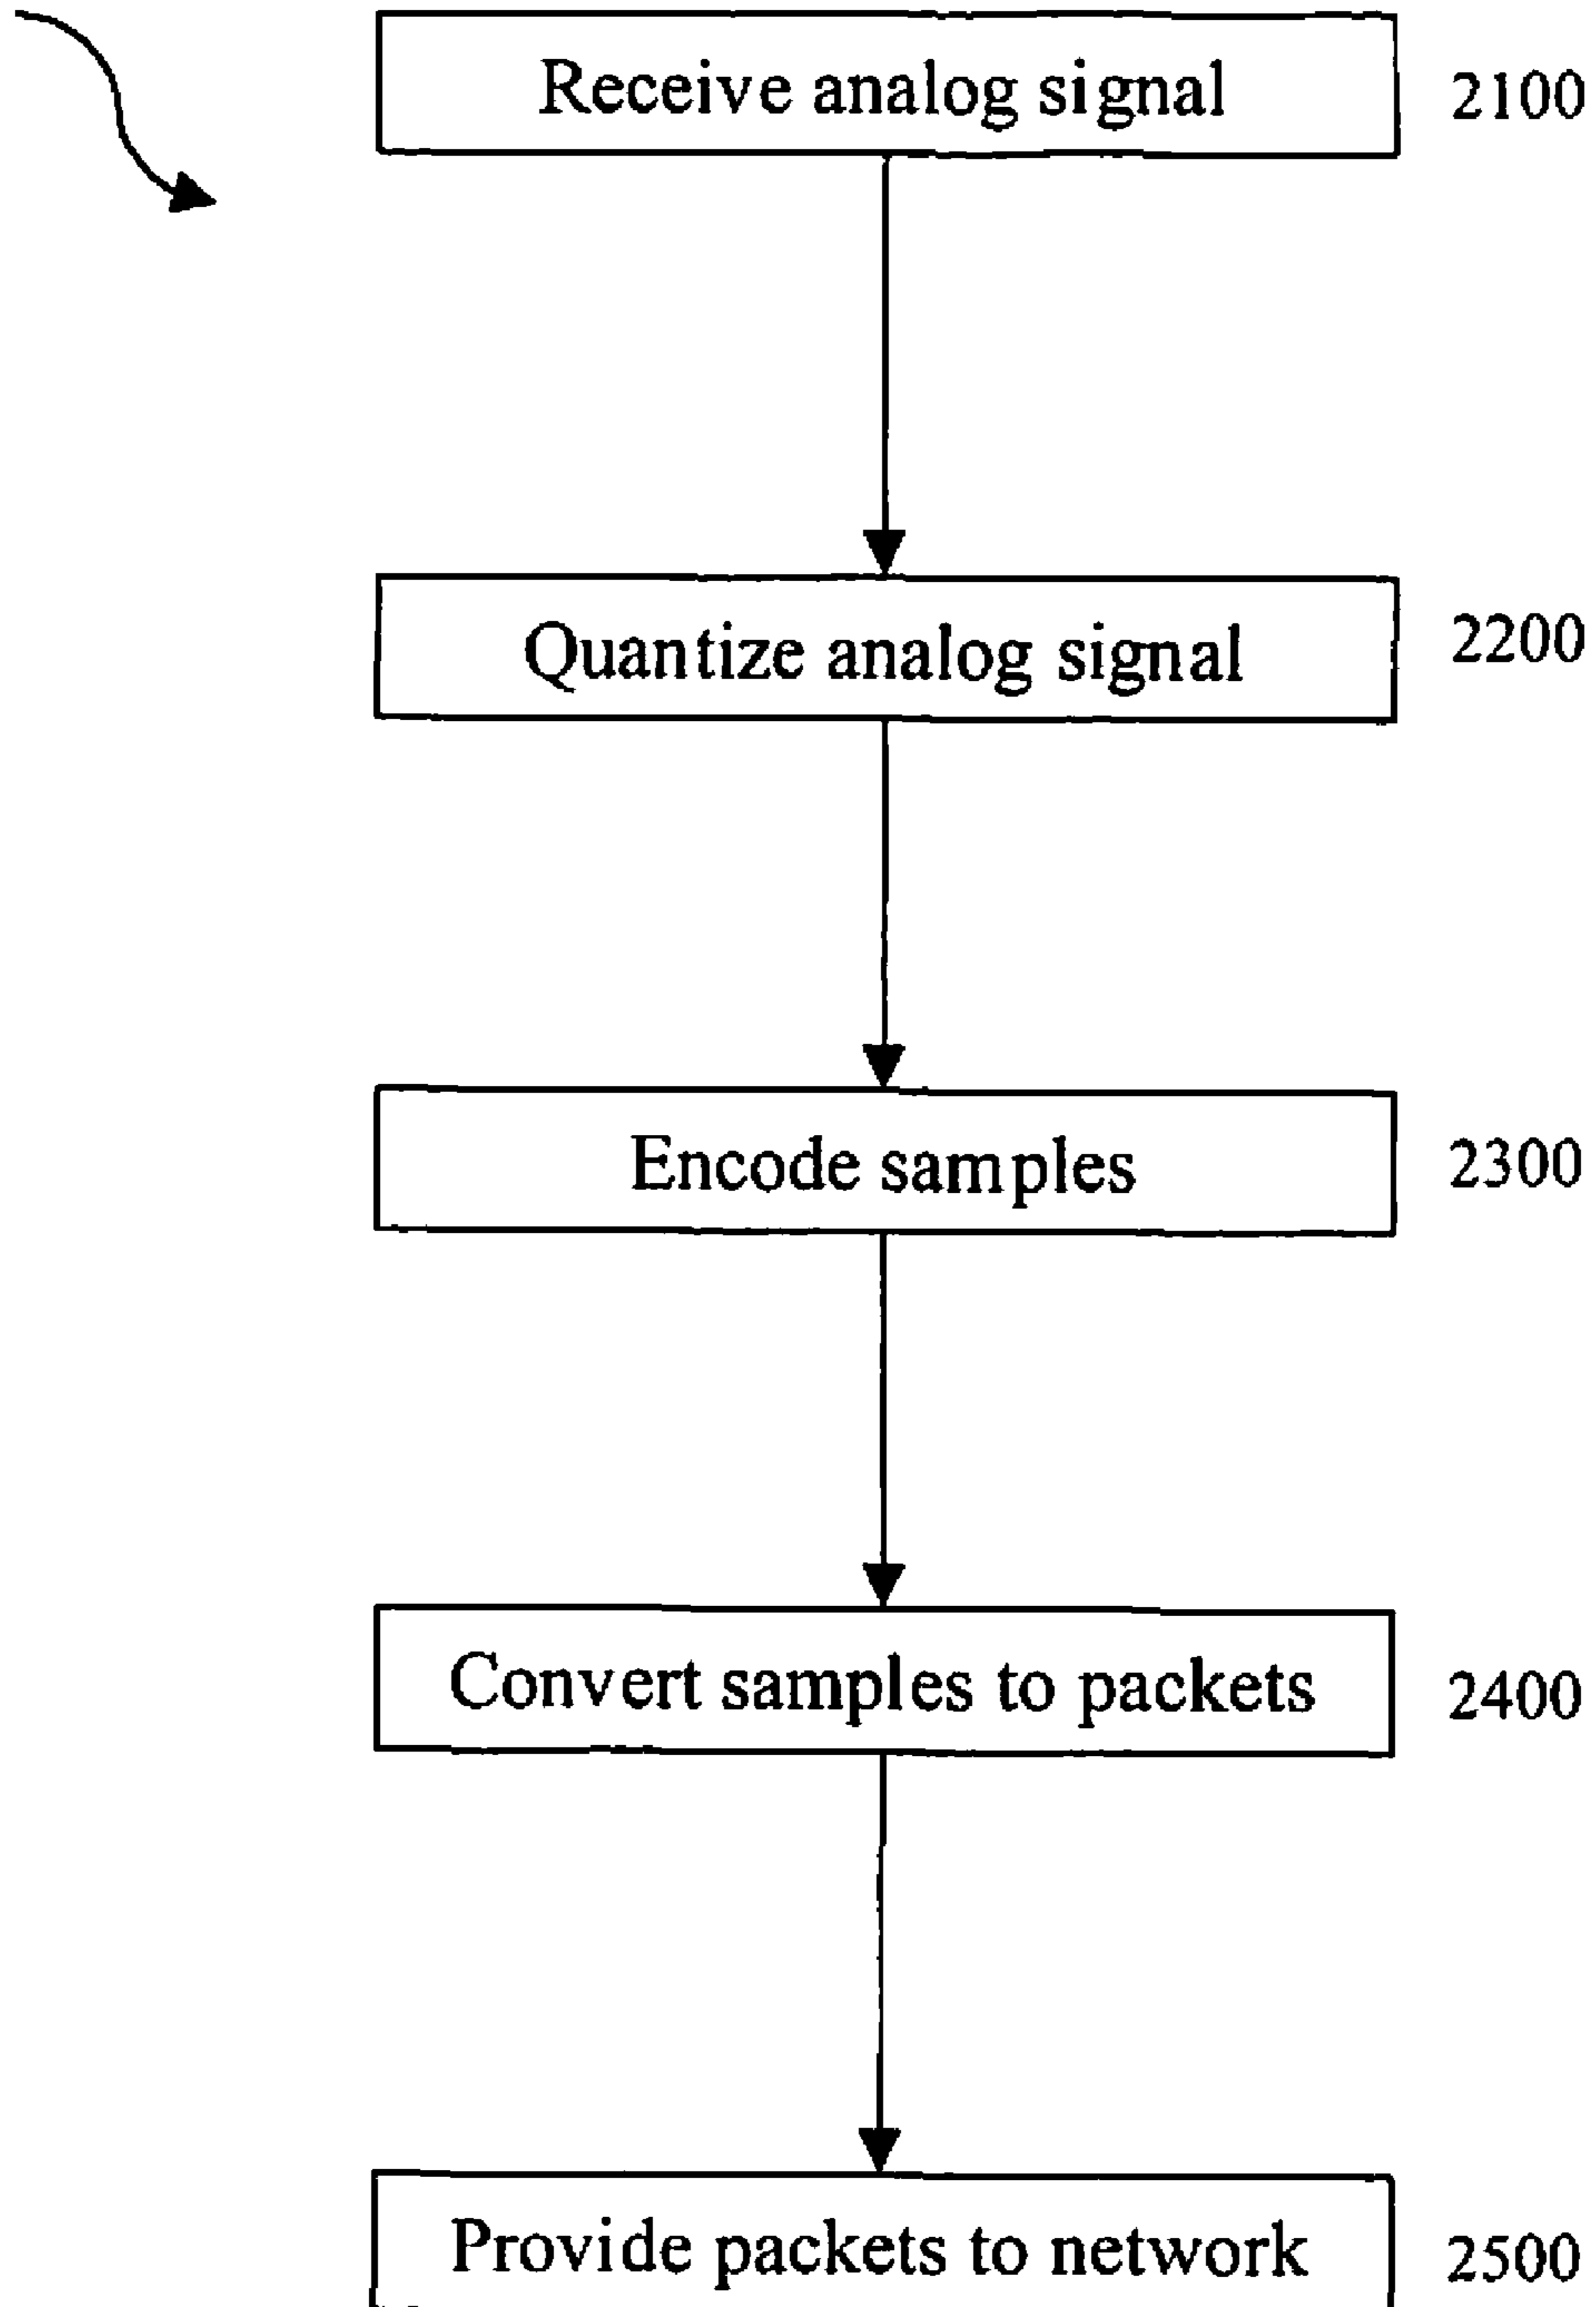 Receive analog signal 2100
Quantize analog signal 2200
Encode samples 2300
Convert samples to packets 2400
Provide packets to network 2500